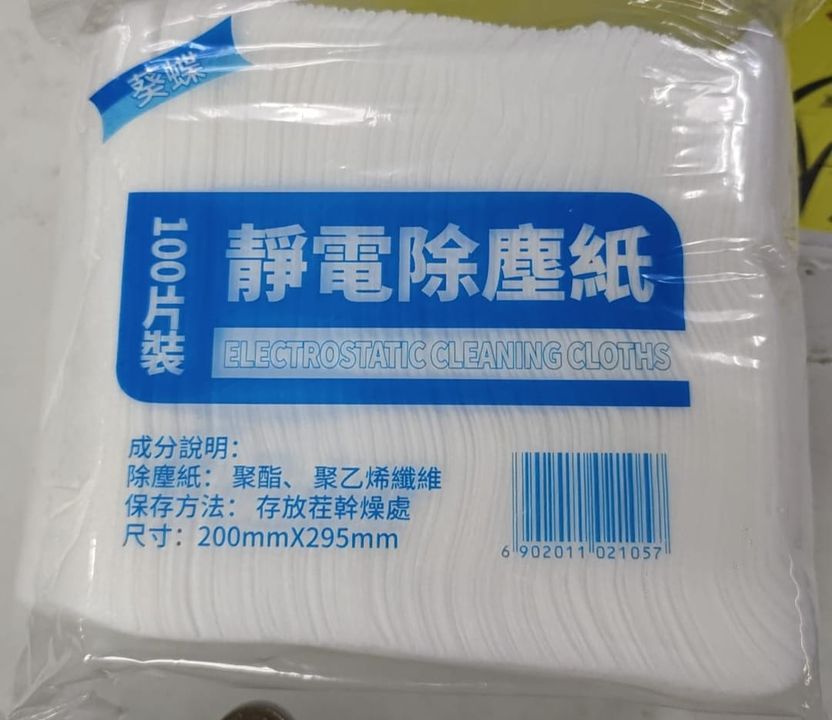 葵蝶
100片裝
靜電除塵紙
ELECTROSTATIC CLEANING CLOTHS
成分說明：
除塵紙： 聚酯、聚乙烯纖維
保存方法： 存放茬幹燥處
尺寸：200mmX295mm
6 902011 021057